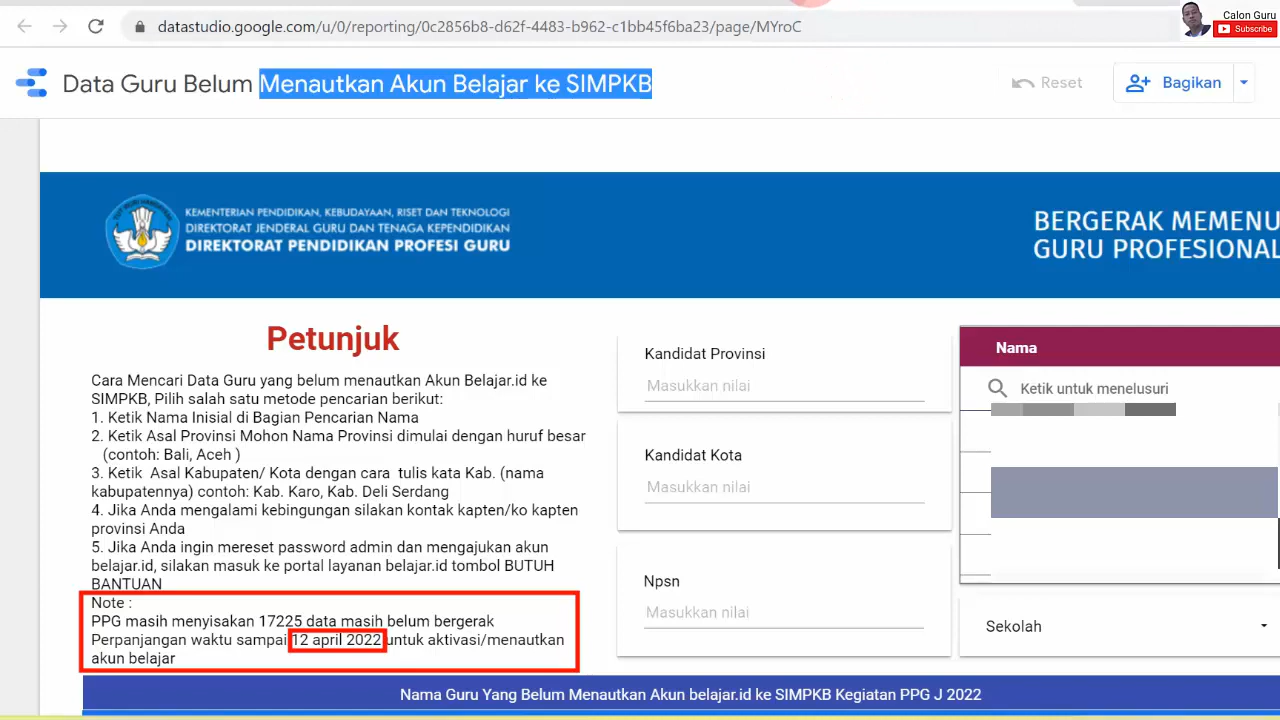 datastudio.google.com/u/0/reporting/0c2856b8-d62f-4483-b962-c1bb45f6ba23/page/MYroC
Calon Guru
Subscribe
Data Guru Belum Menautkan Akun Belajar ke SIMPKB
Reset
Bagikan
KEMENTERIAN PENDIDIKAN, KEBUDAYAAN, RISET DAN TEKNOLOGI
DIREKTORAT JENDERAL GURU DAN TENAGA KEPENDIDIKAN
DIREKTORAT PENDIDIKAN PROFESI GURU
BERGERAK MEMENU
GURU PROFESIONAL
Petunjuk
Cara Mencari Data Guru yang belum menautkan Akun Belajar.id ke
SIMPKB, Pilih salah satu metode pencarian berikut:
1. Ketik Nama Inisial di Bagian Pencarian Nama
2. Ketik Asal Provinsi Mohon Nama Provinsi dimulai dengan huruf besar
(contoh: Bali, Aceh )
3. Ketik Asal Kabupaten/ Kota dengan cara tulis kata Kab. (nama
kabupatennya) contoh: Kab. Karo, Kab. Deli Serdang
4. Jika Anda mengalami kebingungan silakan kontak kapten/ko kapten
provinsi Anda
5. Jika Anda ingin mereset password admin dan mengajukan akun
belajar.id, silakan masuk ke portal layanan belajar.id tombol BUTUH
BANTUAN
Note :
PPG masih menyisakan 17225 data masih belum bergerak
Perpanjangan waktu sampai 12 april 2022 untuk aktivasi/menautkan
akun belajar
Kandidat Provinsi
Masukkan nilai
Kandidat Kota
Masukkan nilai
Npsn
Masukkan nilai
Nama
Ketik untuk menelusuri
Sekolah
Nama Guru Yang Belum Menautkan Akun belajar.id ke SIMPKB Kegiatan PPG J 2022